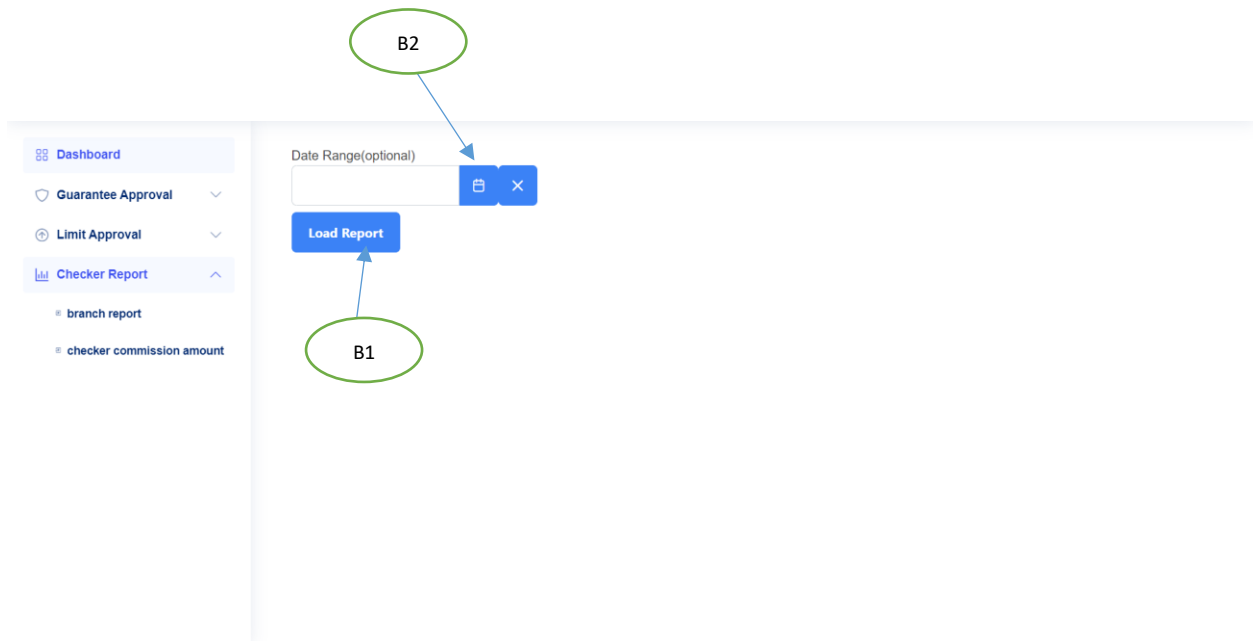 B2
Dashboard
Guarantee Approval
Limit Approval
Checker Report
branch report
checker commission amount
Date Range(optional)
Load Report
B1